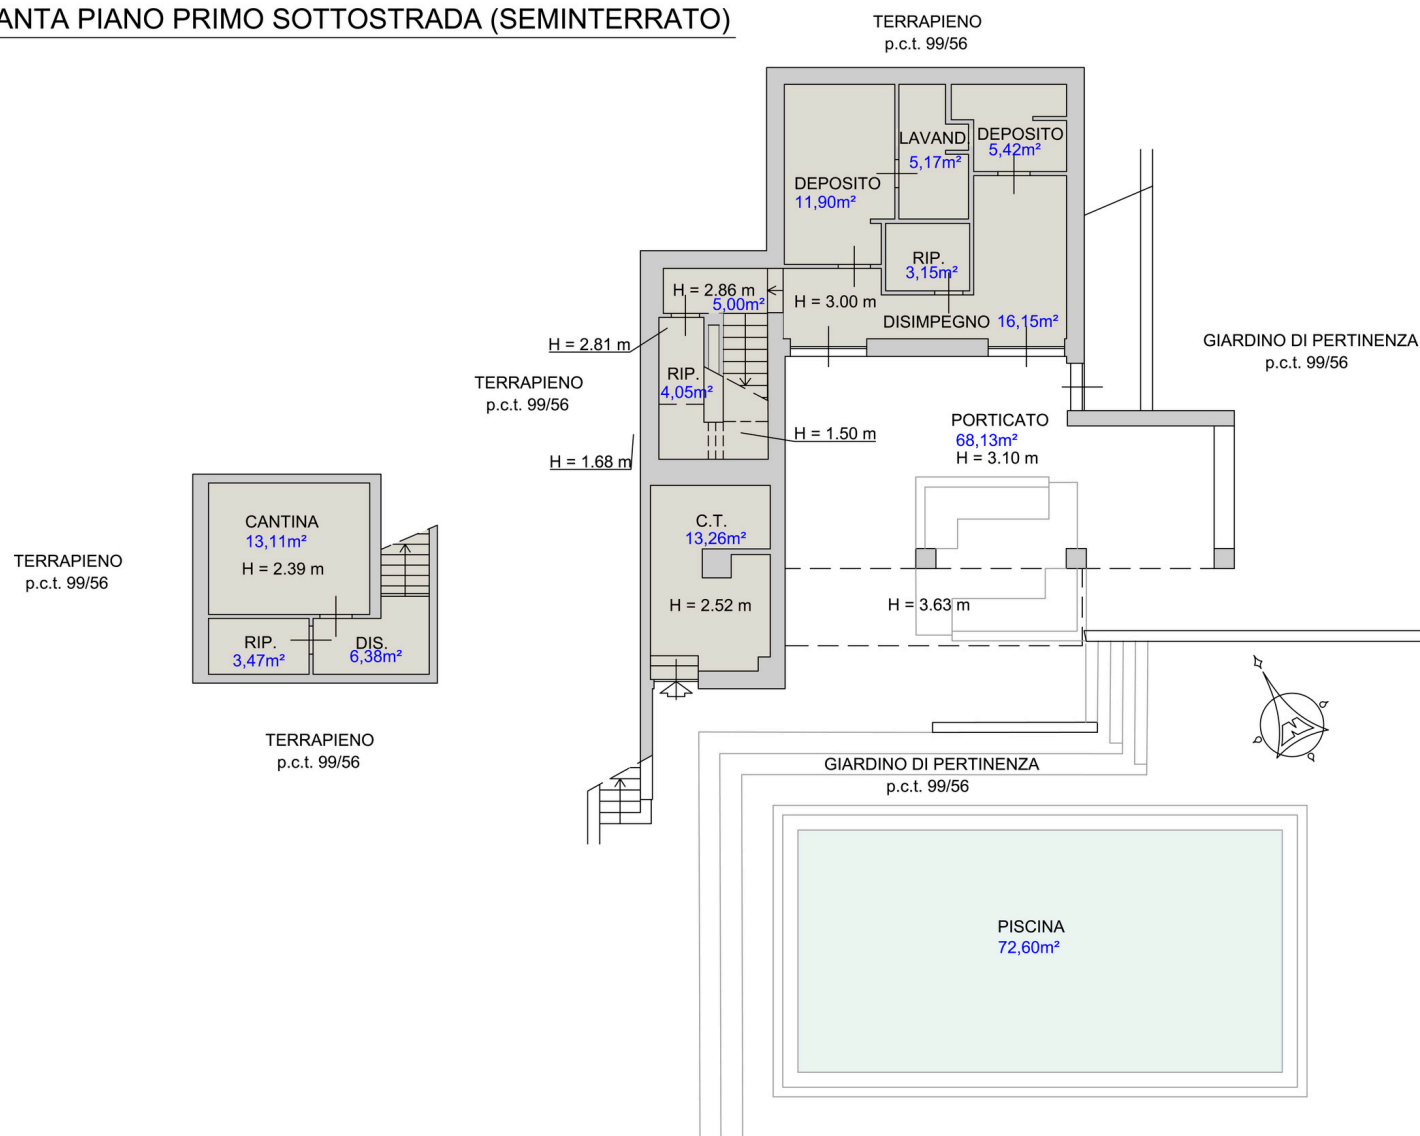 ANTA PIANO PRIMO SOTTOSTRADA (SEMINTERRATO)
TERRAPIENO
p.c.t. 99/56
LAVAND.
5,17m²
DEPOSITO
5,42m²
DEPOSITO
11,90m²
RIP.
3,15m²
H = 2.86 m
5,00m²
H = 3.00 m
DISIMPEGNO 16,15m²
H = 2.81 m
GIARDINO DI PERTINENZA
p.c.t. 99/56
TERRAPIENO
p.c.t. 99/56
RIP.
4,05m²
H = 1.50 m
H = 1.68 m
PORTICATO
68,13m²
H = 3.10 m
CANTINA
13,11m²
H = 2.39 m
C.T.
13,26m²
TERRAPIENO
p.c.t. 99/56
H = 2.52 m
H = 3.63 m
RIP.
3,47m²
DIS.
6,38m²
TERRAPIENO
p.c.t. 99/56
N
GIARDINO DI PERTINENZA
p.c.t. 99/56
PISCINA
72,60m²